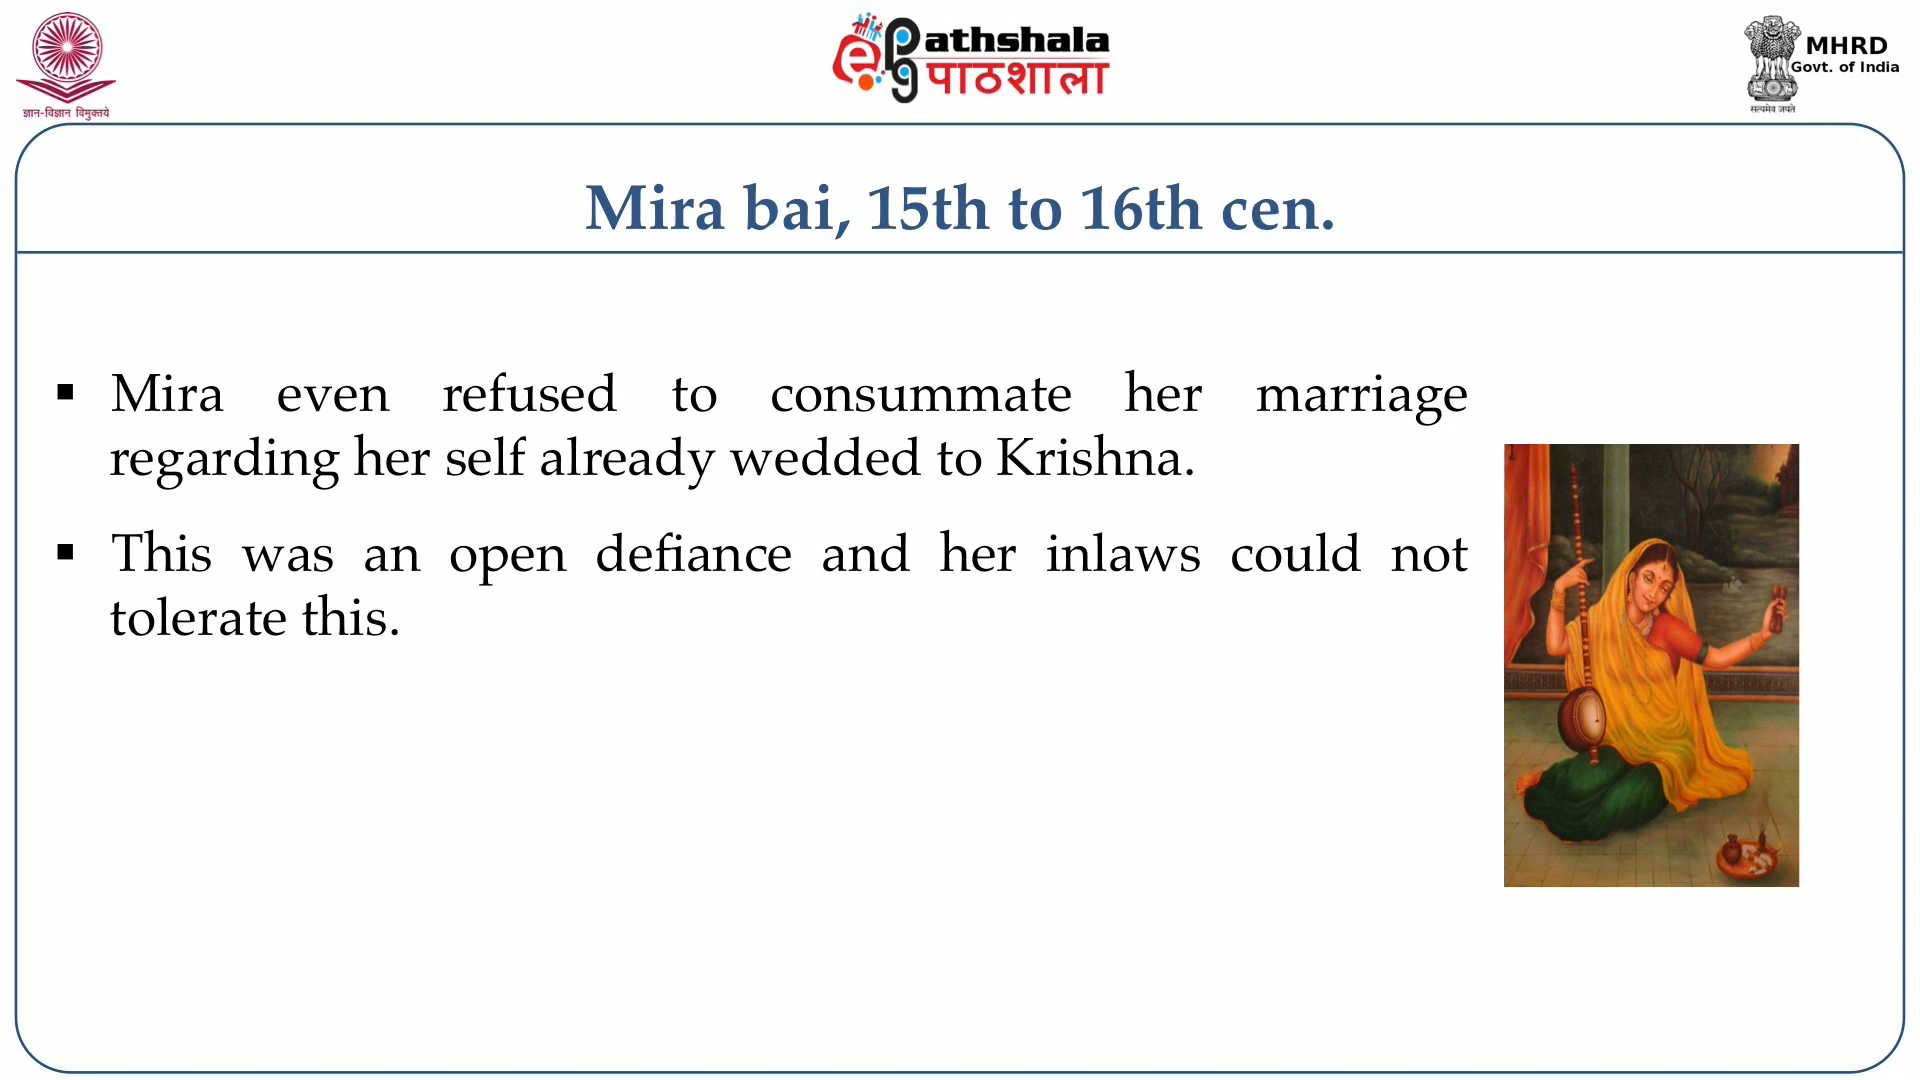 ज्ञान-विज्ञान विमुक्तये
e pg Pathshala
पाठशाला
MHRD
Govt. of India
सत्यमेव जयते
Mira bai, 15th to 16th cen.
▪ Mira even refused to consummate her marriage
regarding her self already wedded to Krishna.
▪ This was an open defiance and her inlaws could not
tolerate this.